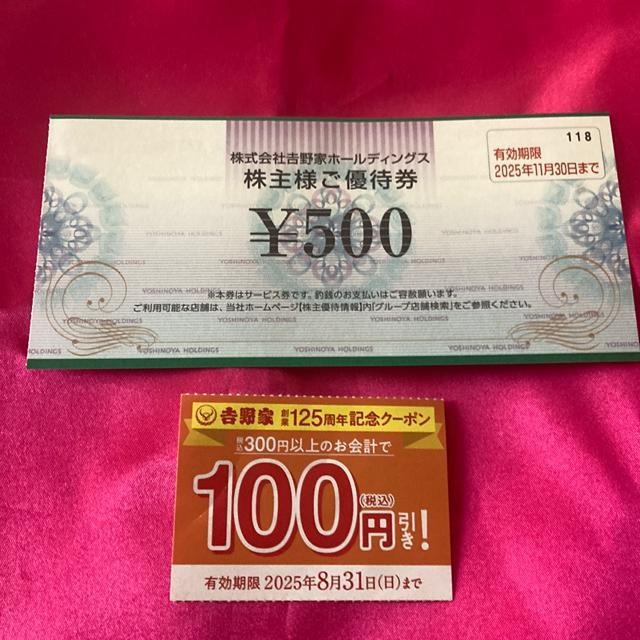 118
有効期限
2025年11月30日まで
株式会社吉野家ホールディングス
株主様ご優待券
¥500
YOSHINOYA HOLDINGS
YOSHINOYA HOLDINGS
YOSHINOYA HOLDINGS
YOSHINOYA HOLDINGS
※本券はサービス券です。釣銭のお支払いはご容赦願います。
ご利用可能な店舗は、当社ホームページ【株主優待情報】内「グループ店舗検索」をご参照ください。
YOSHINOYA HOLDINGS
YOSHINOYA HOLDINGS
YOSHINOYA HOLDINGS
吉野家 創業125周年記念クーポン
税込300円以上のお会計で
100円(税込)引き!
有効期限 2025年8月31日(日)まで